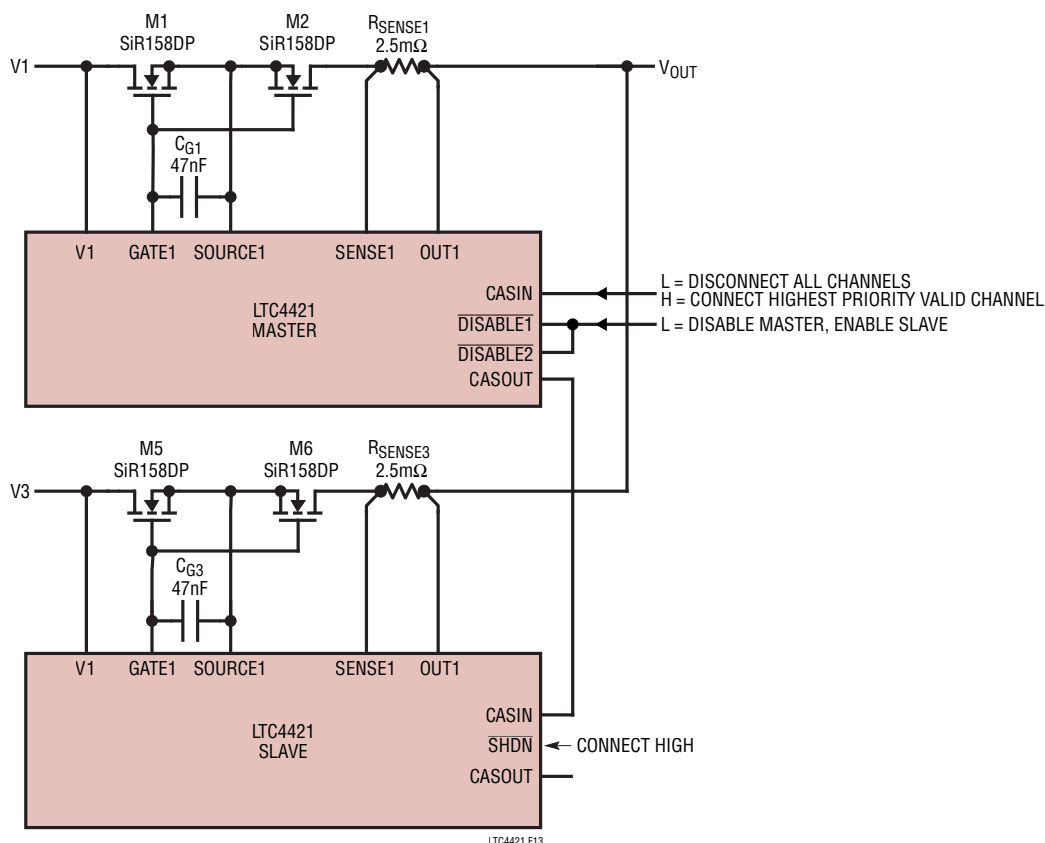 M1
SiR158DP
M2
SiR158DP
RSENSE1
2.5mΩ
V1
VOUT
CG1
47nF
V1
GATE1
SOURCE1
SENSE1
OUT1
LTC4421
MASTER
CASIN
DISABLE1
DISABLE2
CASOUT
L = DISCONNECT ALL CHANNELS
H = CONNECT HIGHEST PRIORITY VALID CHANNEL
L = DISABLE MASTER, ENABLE SLAVE
M5
SiR158DP
M6
SiR158DP
RSENSE3
2.5mΩ
V3
CG3
47nF
V1
GATE1
SOURCE1
SENSE1
OUT1
LTC4421
SLAVE
CASIN
SHDN
CASOUT
CONNECT HIGH
LTC4421 F13